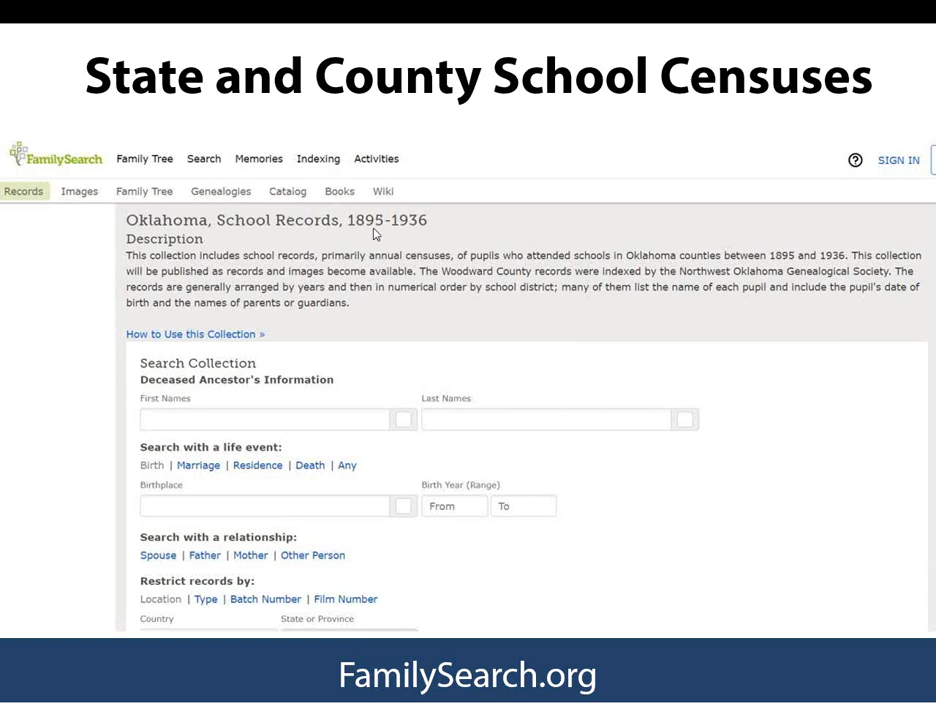 State and County School Censuses
FamilySearch Family Tree Search Memories Indexing Activities ? SIGN IN
Records Images Family Tree Genealogies Catalog Books Wiki
Oklahoma, School Records, 1895-1936
Description
This collection includes school records, primarily annual censuses, of pupils who attended schools in Oklahoma counties between 1895 and 1936. This collection
will be published as records and images become available. The Woodward County records were indexed by the Northwest Oklahoma Genealogical Society. The
records are generally arranged by years and then in numerical order by school district; many of them list the name of each pupil and include the pupil's date of
birth and the names of parents or guardians.
How to Use this Collection »
Search Collection
Deceased Ancestor's Information
First Names Last Names
Search with a life event:
Birth | Marriage | Residence | Death | Any
Birthplace Birth Year (Range)
From To
Search with a relationship:
Spouse | Father | Mother | Other Person
Restrict records by:
Location | Type | Batch Number | Film Number
Country State or Province
FamilySearch.org